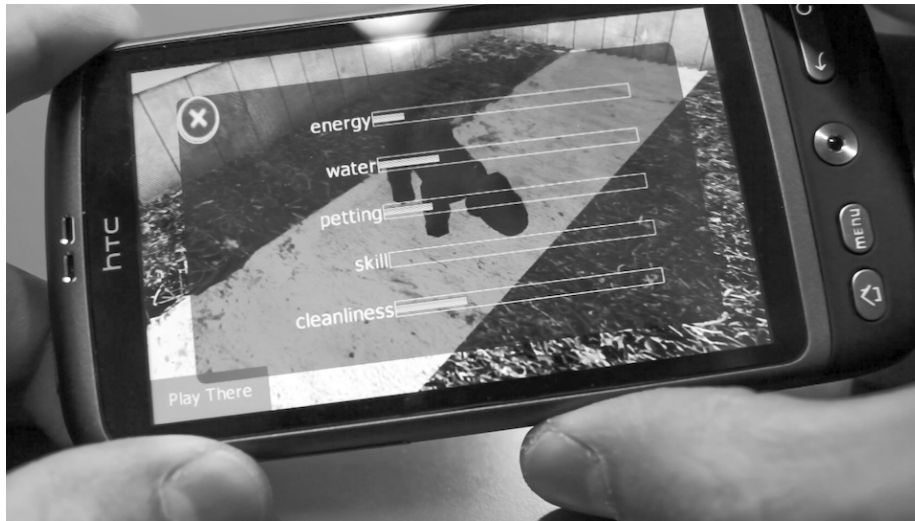 energy
water
petting
skill
cleanliness
Play There
hTC
MENU